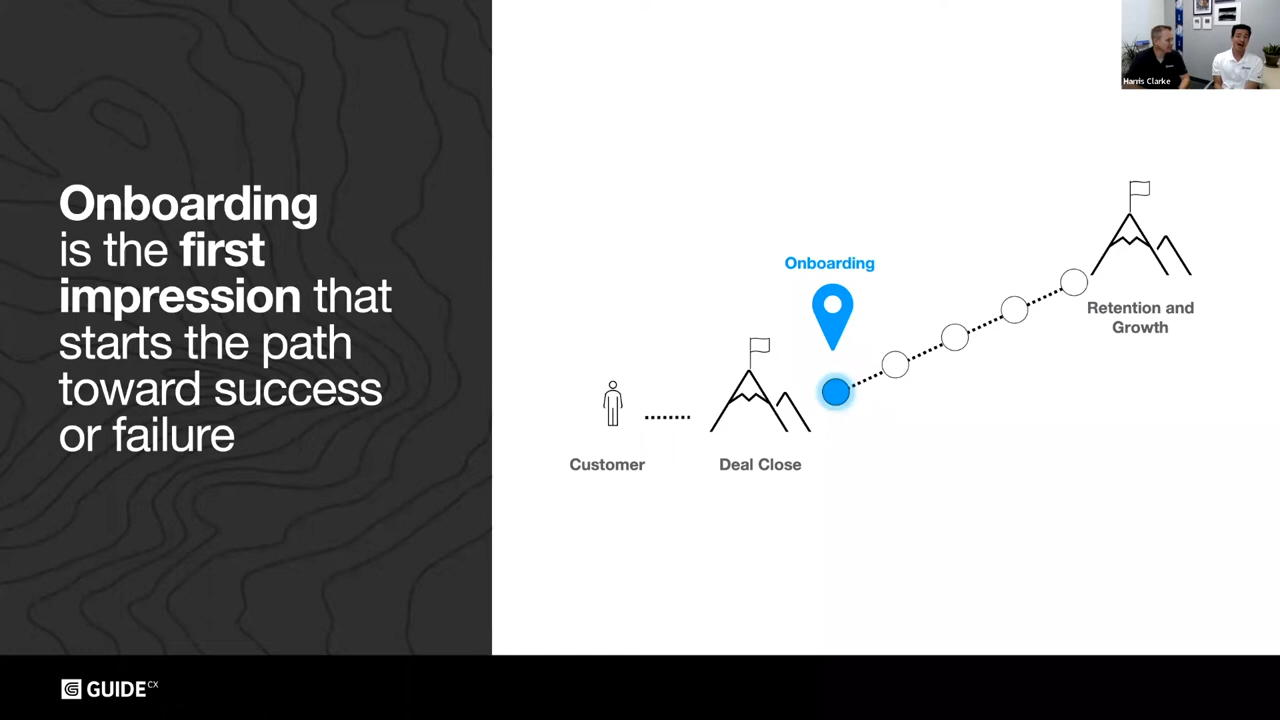 Onboarding
is the first
impression that
starts the path
toward success
or failure
Harris Clarke
Onboarding
Retention and
Growth
Customer
Deal Close
GUIDE CX